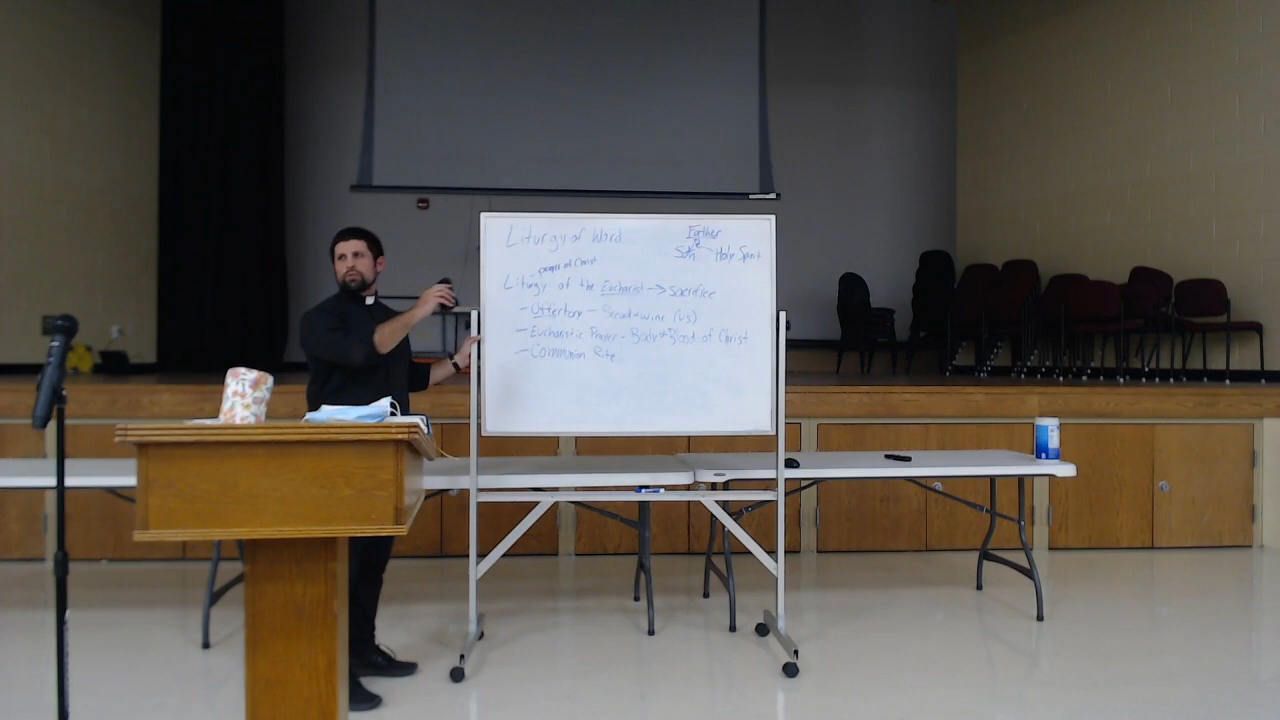 Liturgy of Word
Father
Son Holy Spirit
- prayer of Christ
Liturgy of the Eucharist → sacrifice
- Offertory - Bread + wine (us)
- Eucharistic Prayer - Body + Blood of Christ
- Communion Rite